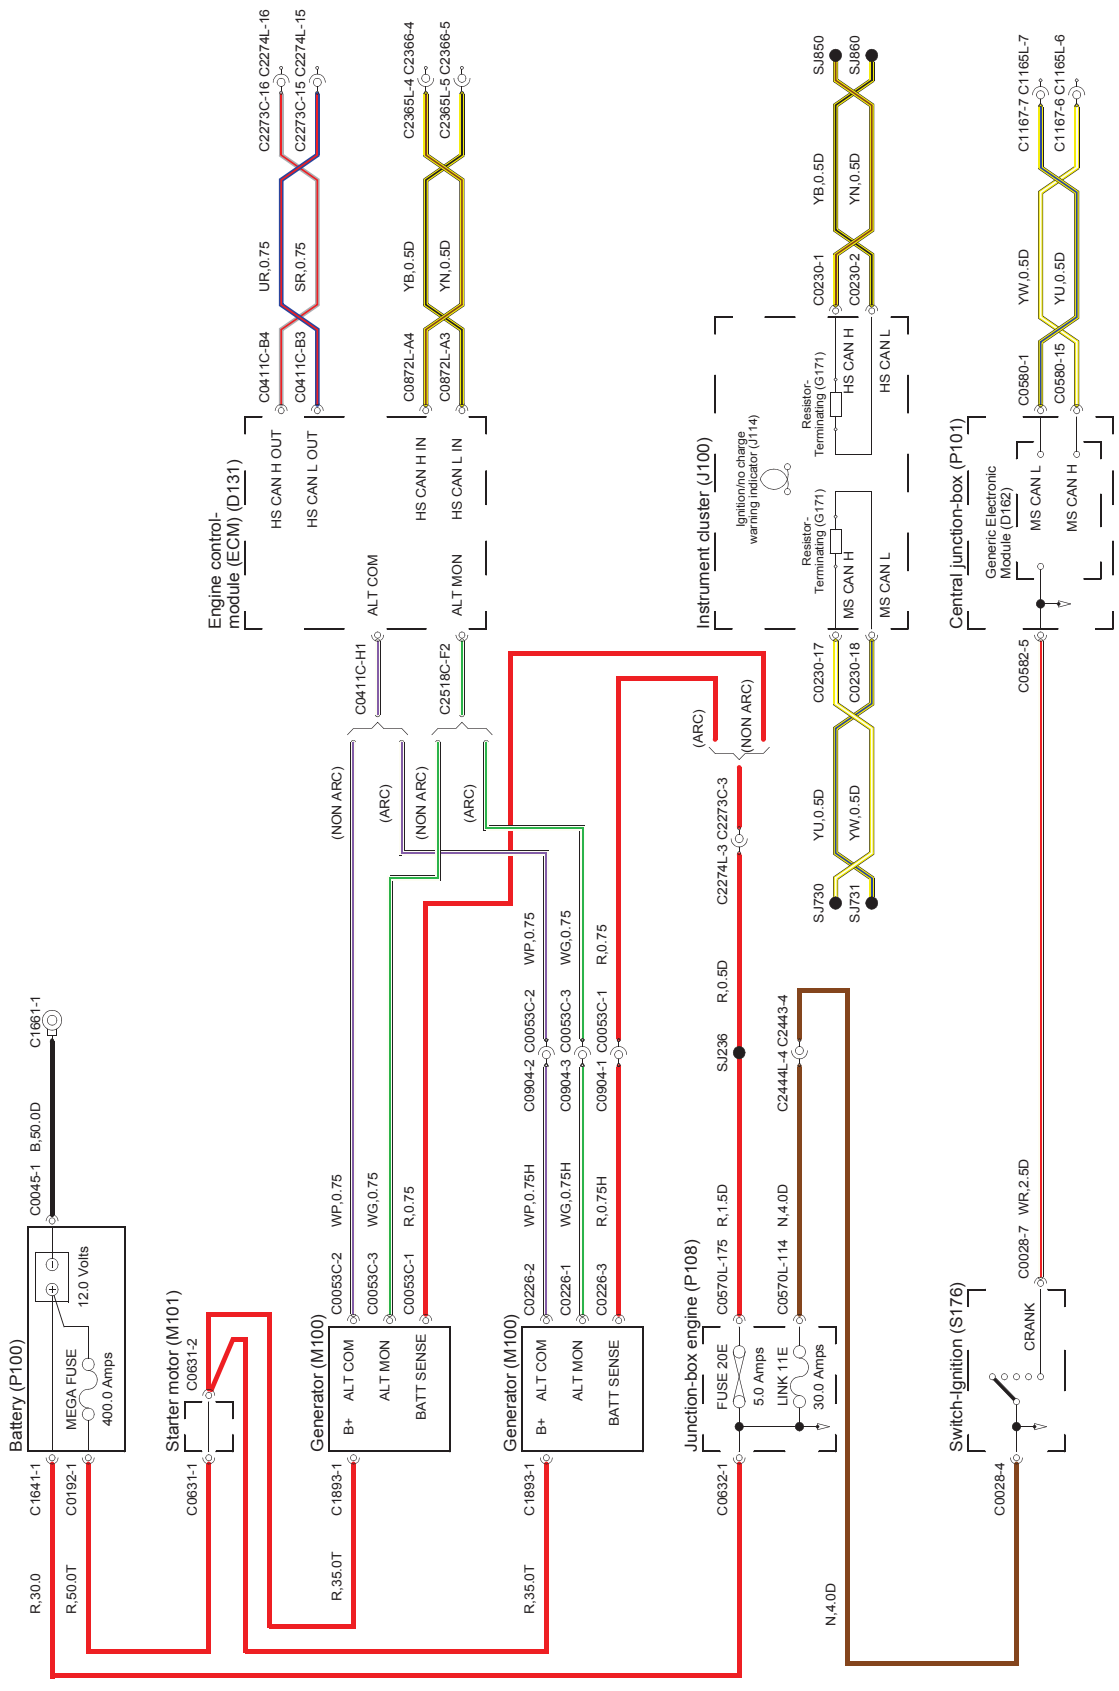 Battery (P100)
C1641-1
R,30.0
C0192-1
R,50.0T
MEGA FUSE
400.0 Amps
12.0 Volts
C0045-1
B,50.0D
C1661-1
Starter motor (M101)
C0631-1
C0631-2
Generator (M100)
C1893-1
R,35.0T
B+
ALT COM
ALT MON
BATT SENSE
C0053C-2
WP,0.75
C0053C-3
WG,0.75
C0053C-1
R,0.75
(NON ARC)
(ARC)
(NON ARC)
(ARC)
Generator (M100)
C1893-1
R,35.0T
B+
ALT COM
ALT MON
BATT SENSE
C0226-2
WP,0.75H
C0904-2
C0053C-2
WP,0.75
C0226-1
WG,0.75H
C0904-3
C0053C-3
WG,0.75
C0226-3
R,0.75H
C0904-1
C0053C-1
R,0.75
Engine control-
module (ECM) (D131)
ALT COM
C0411C-H1
ALT MON
C2518C-F2
HS CAN H OUT
C0411C-B4
UR,0.75
C2273C-16
C2274L-16
HS CAN L OUT
C0411C-B3
SR,0.75
C2273C-15
C2274L-15
HS CAN H IN
C0872L-A4
YB,0.5D
C2365L-4
C2366-4
HS CAN L IN
C0872L-A3
YN,0.5D
C2365L-5
C2366-5
Junction-box engine (P108)
C0632-1
FUSE 20E
5.0 Amps
LINK 11E
30.0 Amps
C0570L-175
R,1.5D
SJ236
R,0.5D
C2274L-3
C2273C-3
(ARC)
(NON ARC)
C0570L-114
N,4.0D
C2444L-4
C2443-4
Instrument cluster (J100)
Ignition/no charge
warning indicator (J114)
Resistor-
Terminating (G171)
Resistor-
Terminating (G171)
MS CAN H
MS CAN L
HS CAN H
HS CAN L
C0230-17
YU,0.5D
SJ730
C0230-18
YW,0.5D
SJ731
C0230-1
YB,0.5D
SJ850
C0230-2
YN,0.5D
SJ860
Switch-Ignition (S176)
C0028-4
N,4.0D
CRANK
C0028-7
WR,2.5D
Central junction-box (P101)
C0582-5
Generic Electronic
Module (D162)
MS CAN L
MS CAN H
C0580-1
YW,0.5D
C1167-7
C1165L-7
C0580-15
YU,0.5D
C1167-6
C1165L-6